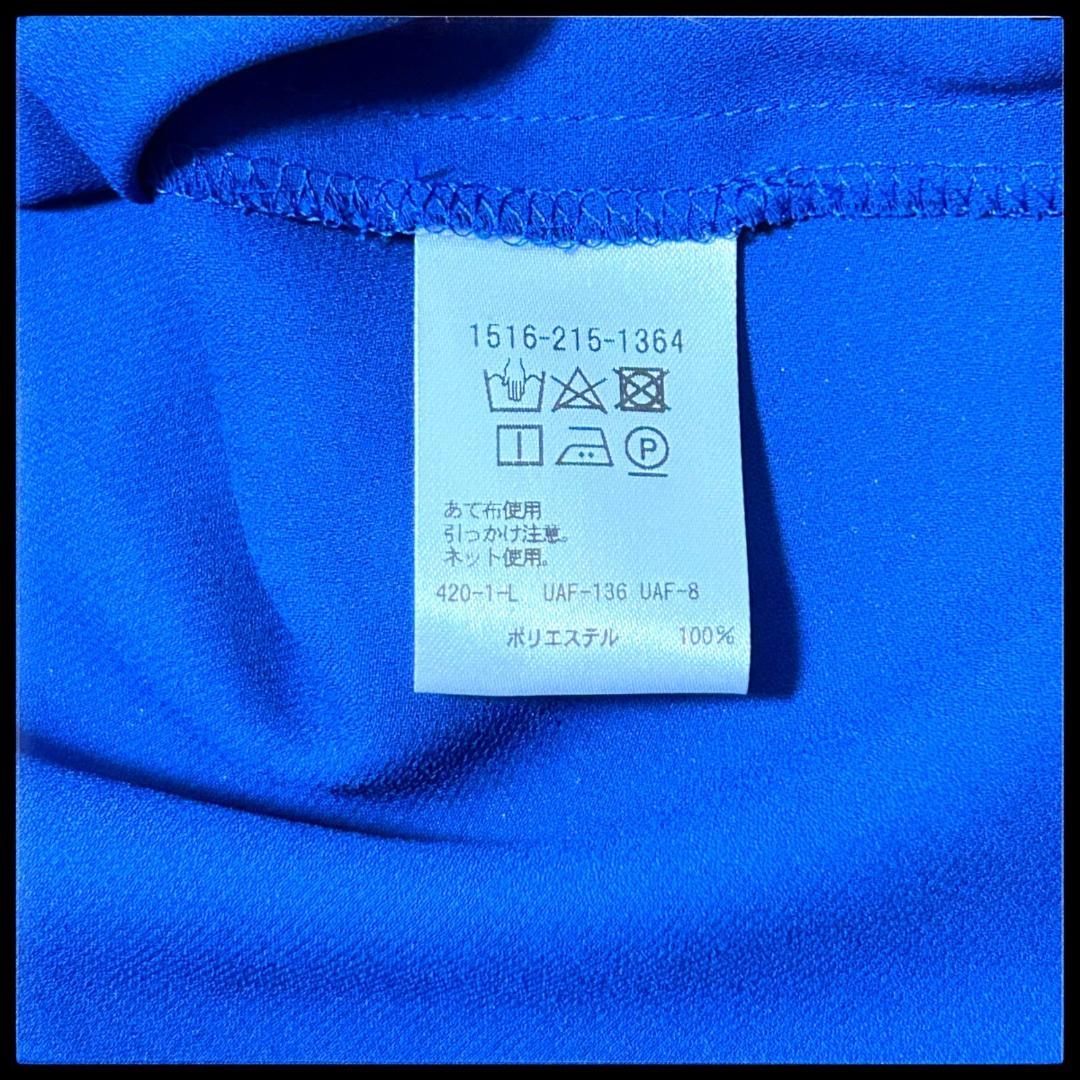 1516-215-1364
P
あて布使用
引っかけ注意。
ネット使用。
420-1-L UAF-136 UAF-8
ポリエステル 100%